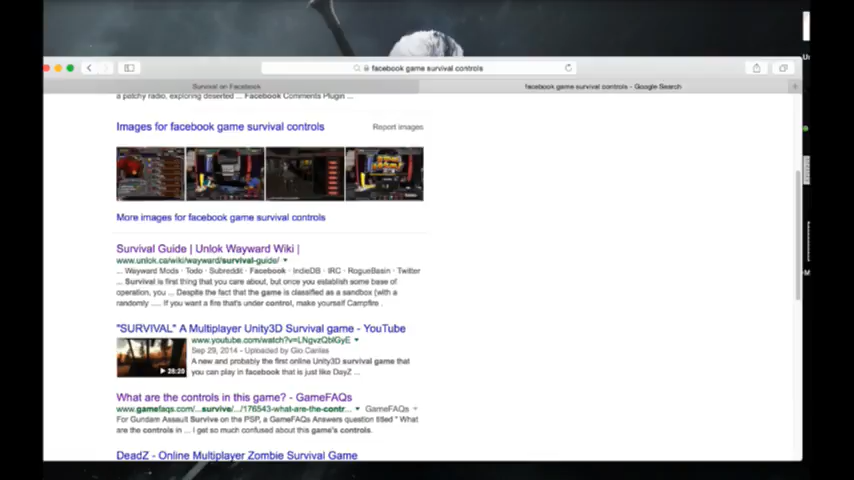 facebook game survival controls
Survival on Facebook
facebook game survival controls - Google Search
a patchy radio, exploring deserted ... Facebook Comments Plugin ...
Images for facebook game survival controls
Report images
More images for facebook game survival controls
Survival Guide | Unlok Wayward Wiki |
www.unlok.ca/wiki/wayward/survival-guide/
... Wayward Mods · Todo · Subreddit · Facebook · IndieDB · IRC · RogueBasin · Twitter
... Survival is first thing that you care about, but once you establish some base of
operation, you ... Despite the fact that the game is classified as a sandbox (with a
randomly ..... If you want a fire that's under control, make yourself Campfire .
"SURVIVAL" A Multiplayer Unity3D Survival game - YouTube
www.youtube.com/watch?v=LNgvzQblGyE
Sep 29, 2014 - Uploaded by Gio Canlas
A new and probably the first online Unity3D survival game that
you can play in facebook that is just like DayZ ...
What are the controls in this game? - GameFAQs
www.gamefaqs.com/...survive/.../176543-what-are-the-contr...
GameFAQs
For Gundam Assault Survive on the PSP, a GameFAQs Answers question titled "What
are the controls in ... I get so much confused about this game's controls.
DeadZ - Online Multiplayer Zombie Survival Game